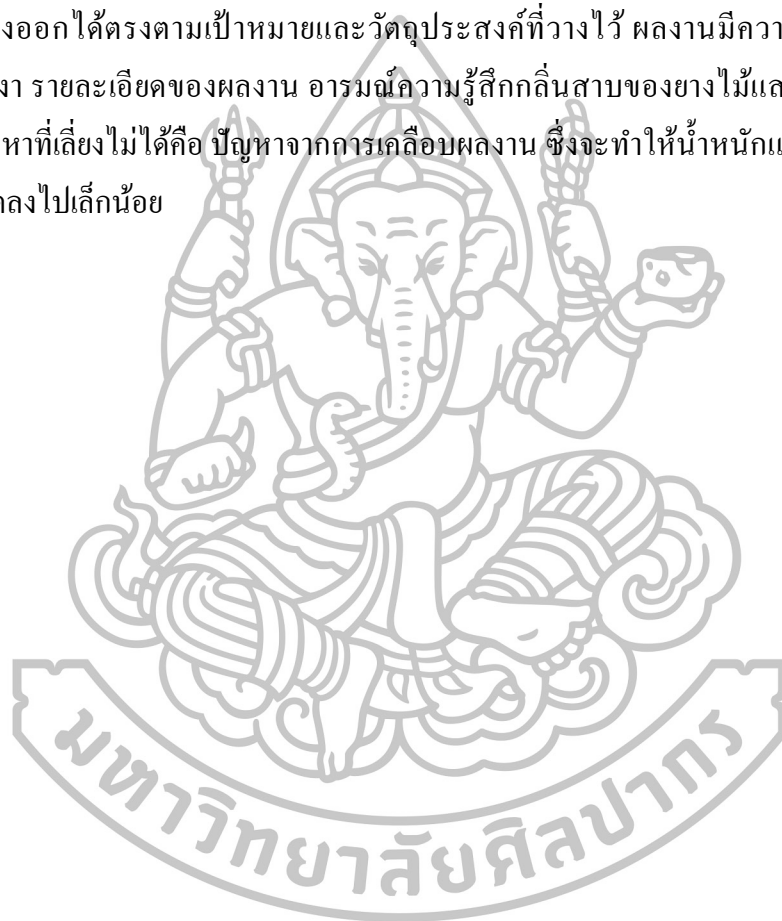 งออกได้ตรงตามเป้าหมายและวัตถุประสงค์ที่วางไว้ ผลงานมีควา
งา รายละเอียดของผลงาน อารมณ์ความรู้สึกกลิ่นสาบของยางไม้แล
หาที่เลี่ยงไม่ได้คือ ปัญหาจากการเคลือบผลงาน ซึ่งจะทำให้น้ำหนักแ
ลงไปเล็กน้อย
มหาวิทยาลัยศิลปากร